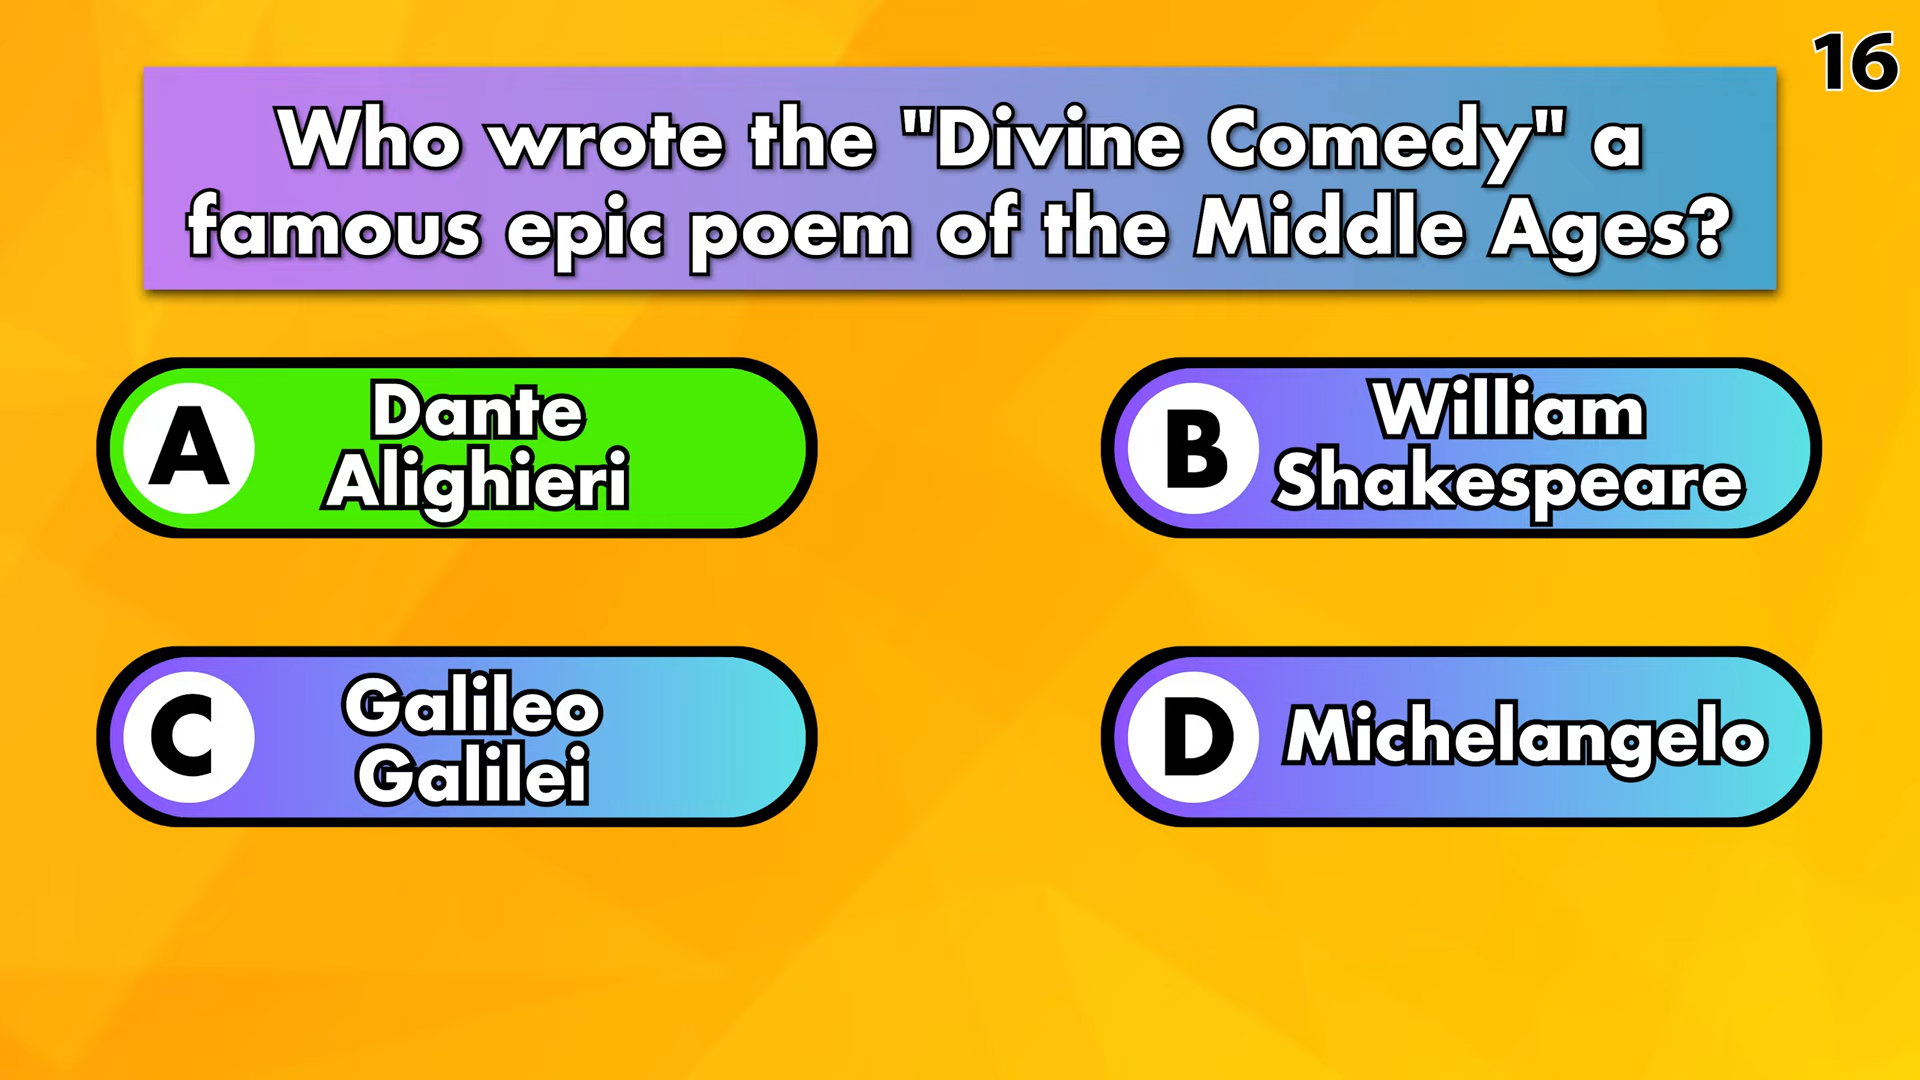 16
Who wrote the "Divine Comedy" a
famous epic poem of the Middle Ages?
A
Dante
Alighieri
B
William
Shakespeare
C
Galileo
Galilei
D
Michelangelo